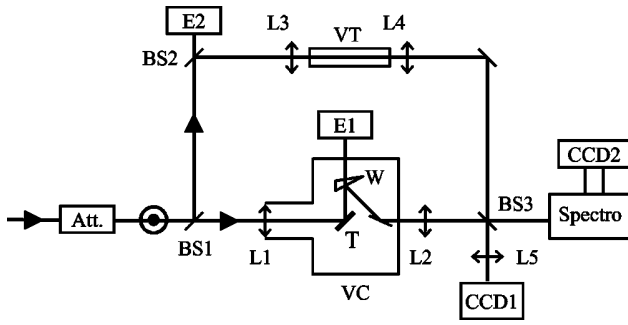 E2
L3
VT
L4
BS2
E1
CCD2
W
Att.
BS1
T
BS3
Spectro
L1
L2
L5
VC
CCD1